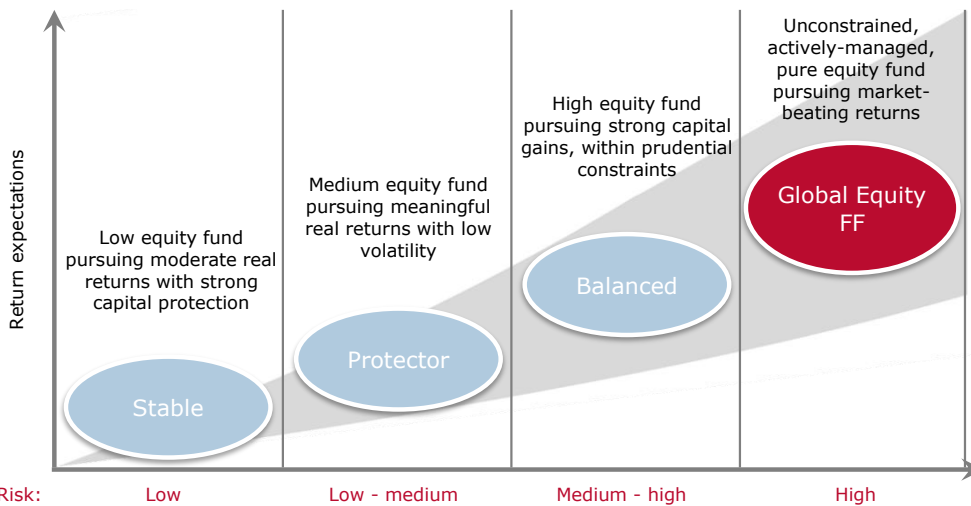 Unconstrained,
actively-managed,
pure equity fund
pursuing market-
beating returns
High equity fund
pursuing strong capital
gains, within prudential
constraints
Medium equity fund
pursuing meaningful
real returns with low
volatility
Low equity fund
pursuing moderate real
returns with strong
capital protection
Return expectations
Global Equity
FF
Balanced
Protector
Stable
Risk:
Low
Low - medium
Medium - high
High